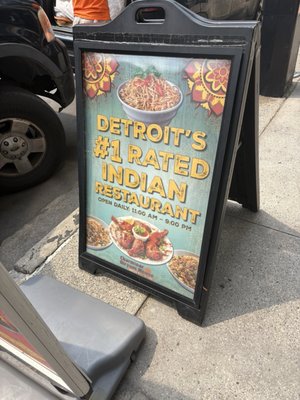 DETROIT'S
#1 RATED
INDIAN
RESTAURANT
OPEN DAILY 11:00 AM - 9:00 PM